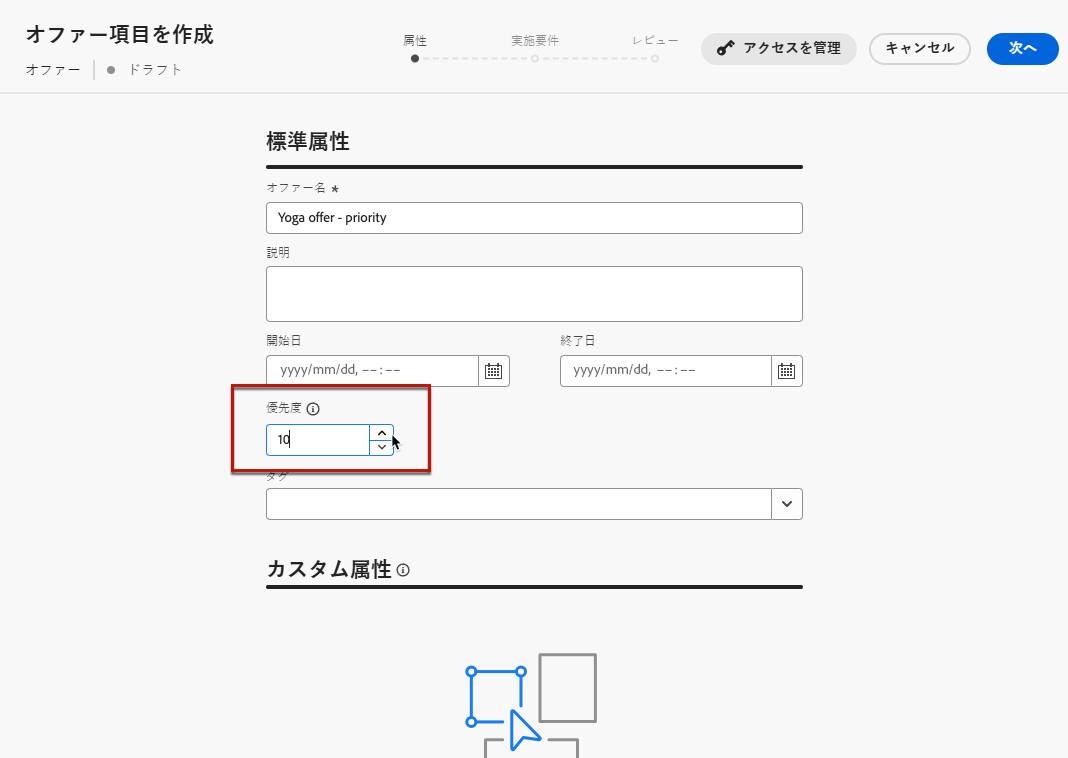 オファー項目を作成
オファー ドラフト
属性 実施要件 レビュー
アクセスを管理
キャンセル
次へ
標準属性
オファー名 *
Yoga offer - priority
説明
開始日 終了日
yyyy/mm/dd, --:-- yyyy/mm/dd, --:--
優先度
10
タグ
カスタム属性